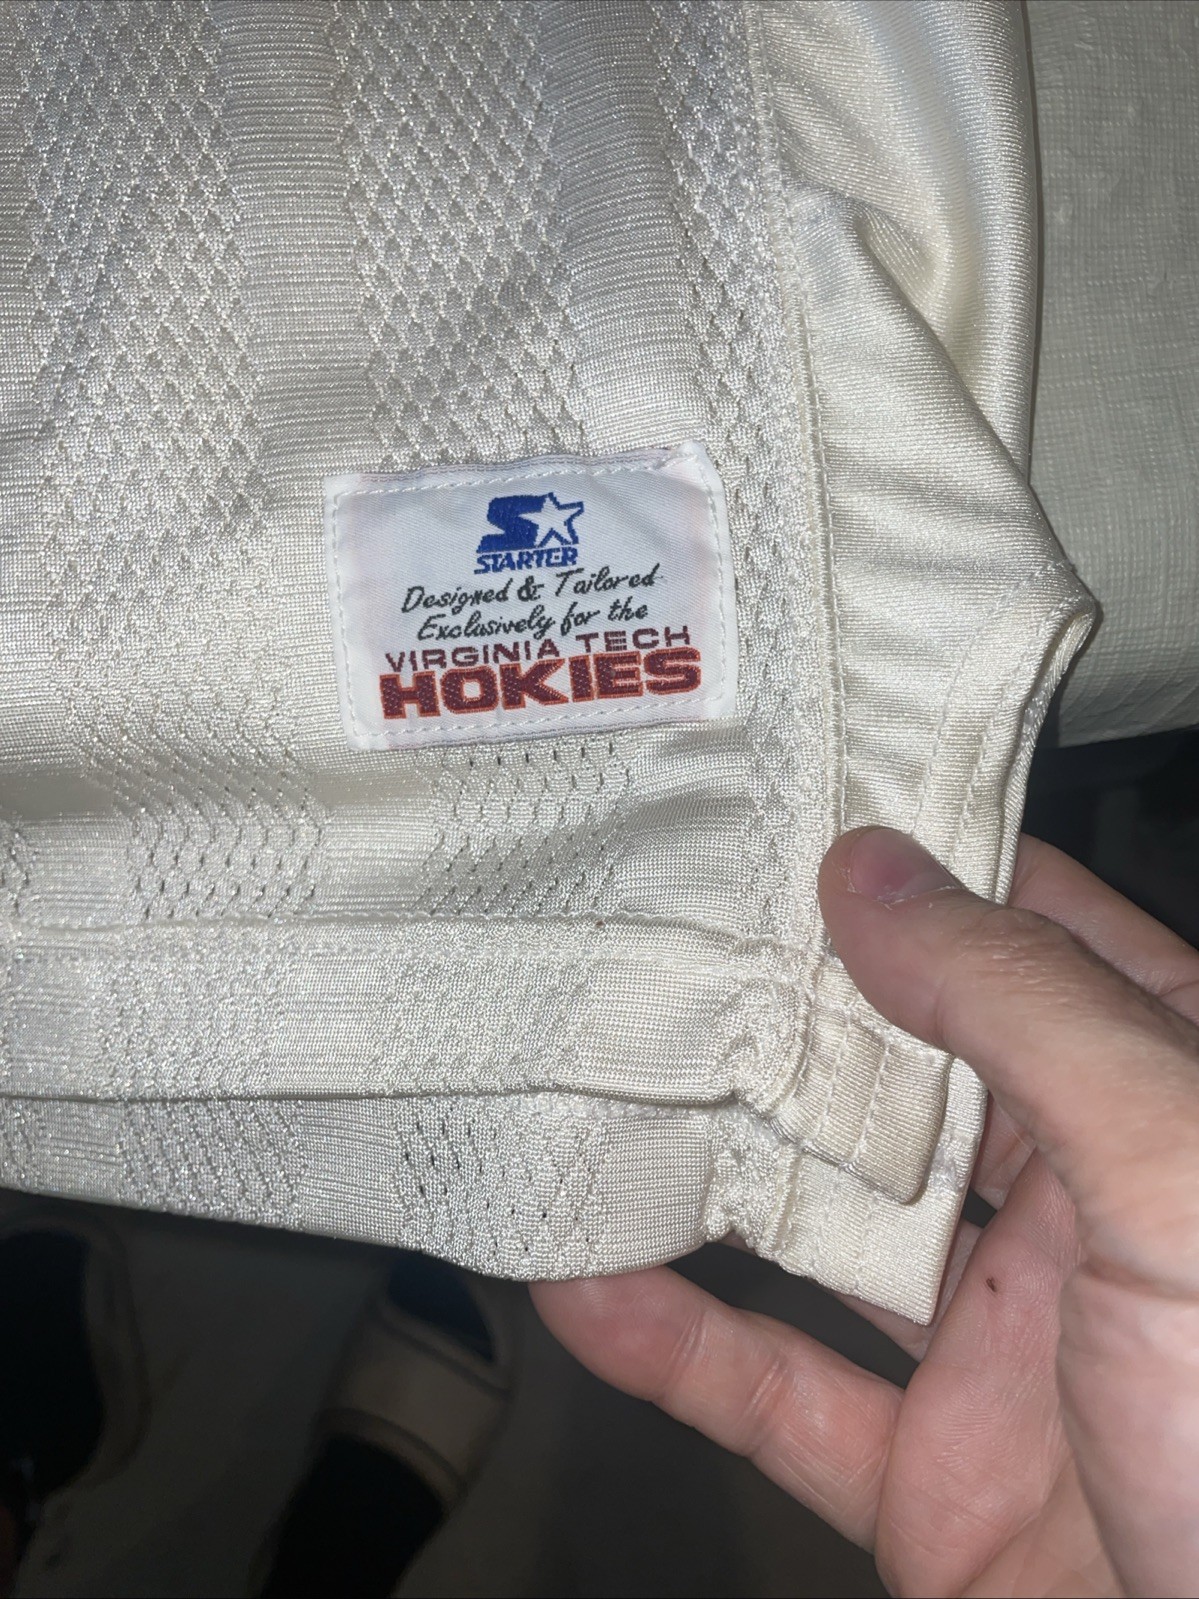 STARTER
Designed & Tailored
Exclusively for the
VIRGINIA TECH
HOKIES